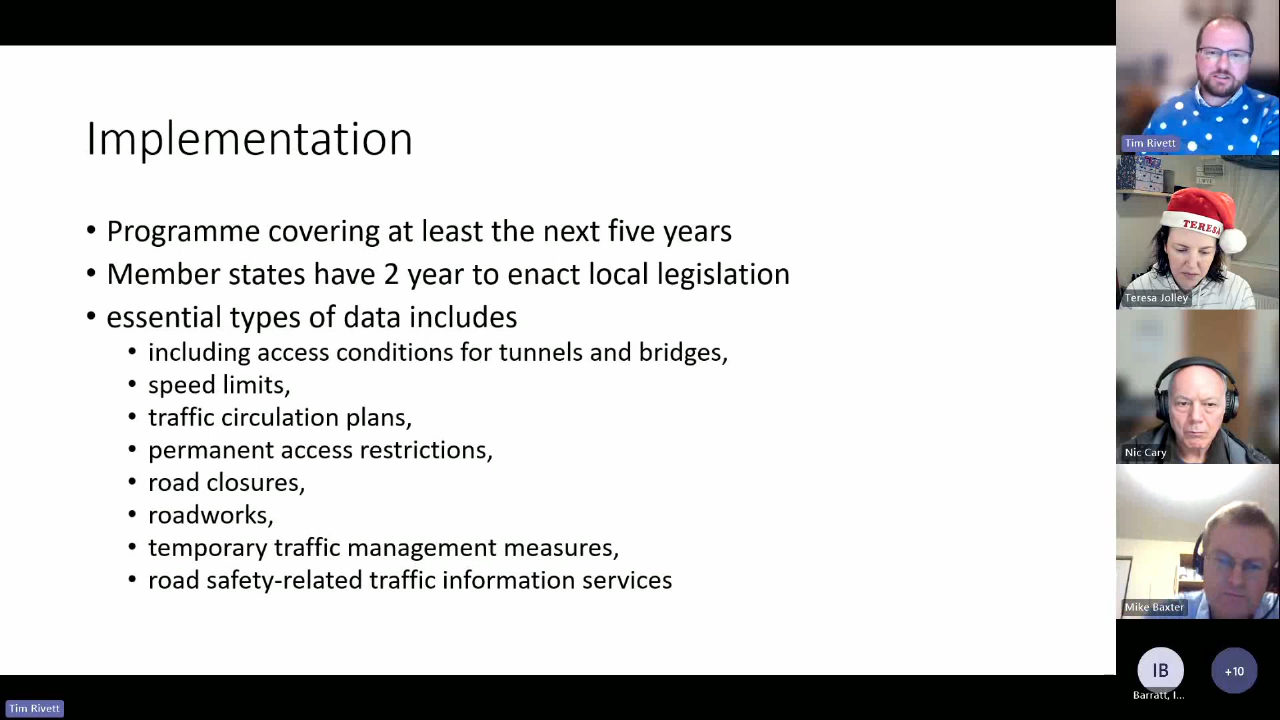 Implementation
• Programme covering at least the next five years
• Member states have 2 year to enact local legislation
• essential types of data includes
• including access conditions for tunnels and bridges,
• speed limits,
• traffic circulation plans,
• permanent access restrictions,
• road closures,
• roadworks,
• temporary traffic management measures,
• road safety-related traffic information services
Tim Rivett
TERESA
Teresa Jolley
Nic Cary
Mike Baxter
IB
+10
Barratt, I...
Tim Rivett